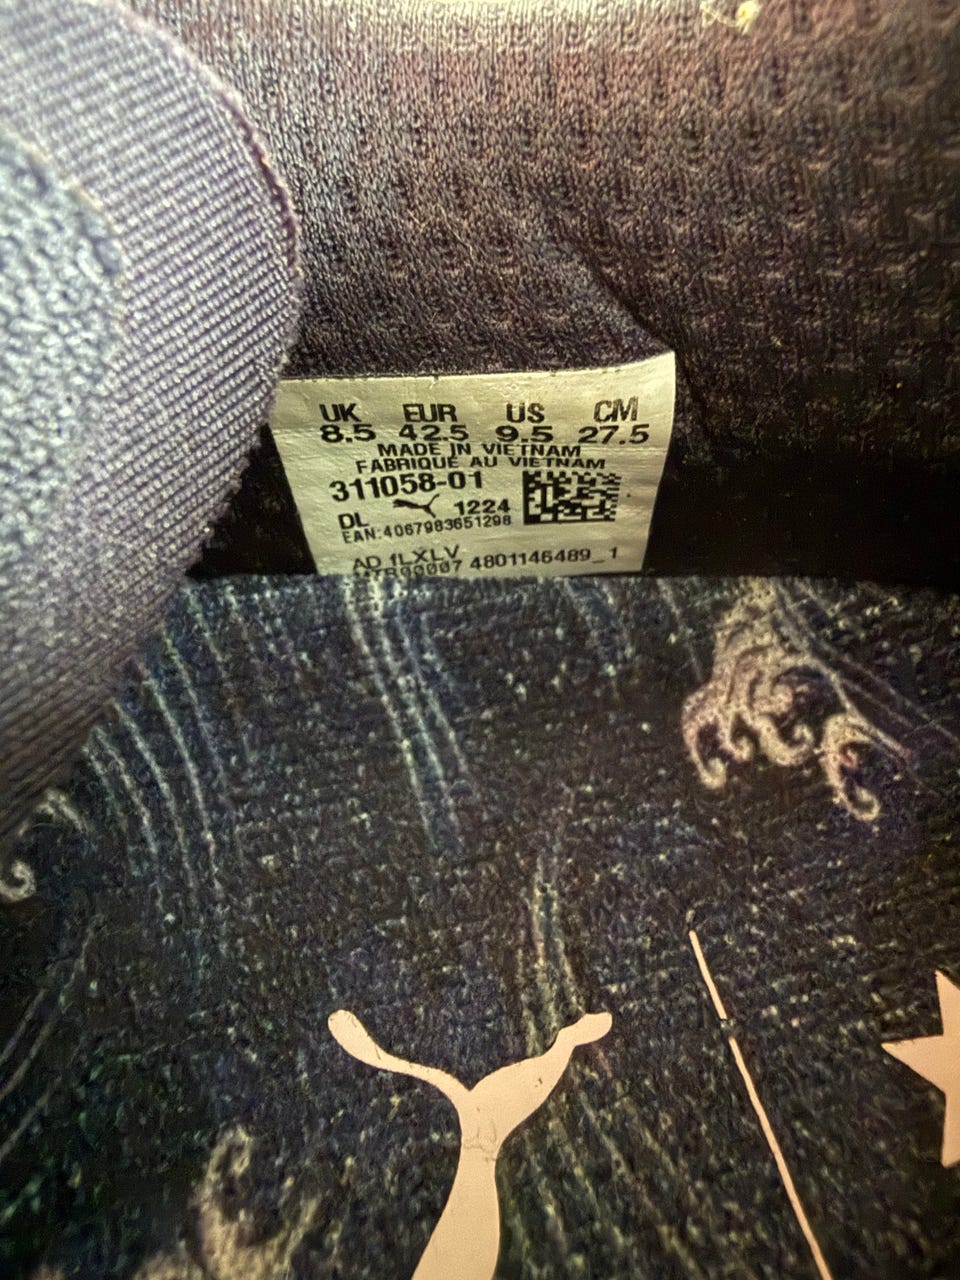 UK EUR US CM
8.5 42.5 9.5 27.5
MADE IN VIETNAM
FABRIQUE AU VIETNAM
311058-01
DL 1224
EAN:4067983651298
AD 1LXLV
4801146489_1